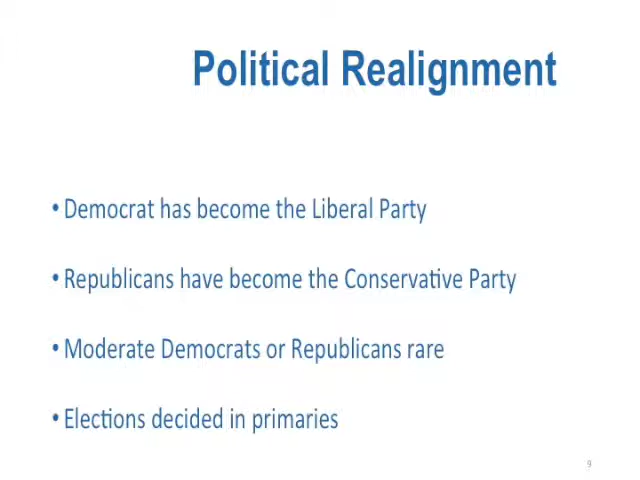 Political Realignment
• Democrat has become the Liberal Party
• Republicans have become the Conservative Party
• Moderate Democrats or Republicans rare
• Elections decided in primaries
9